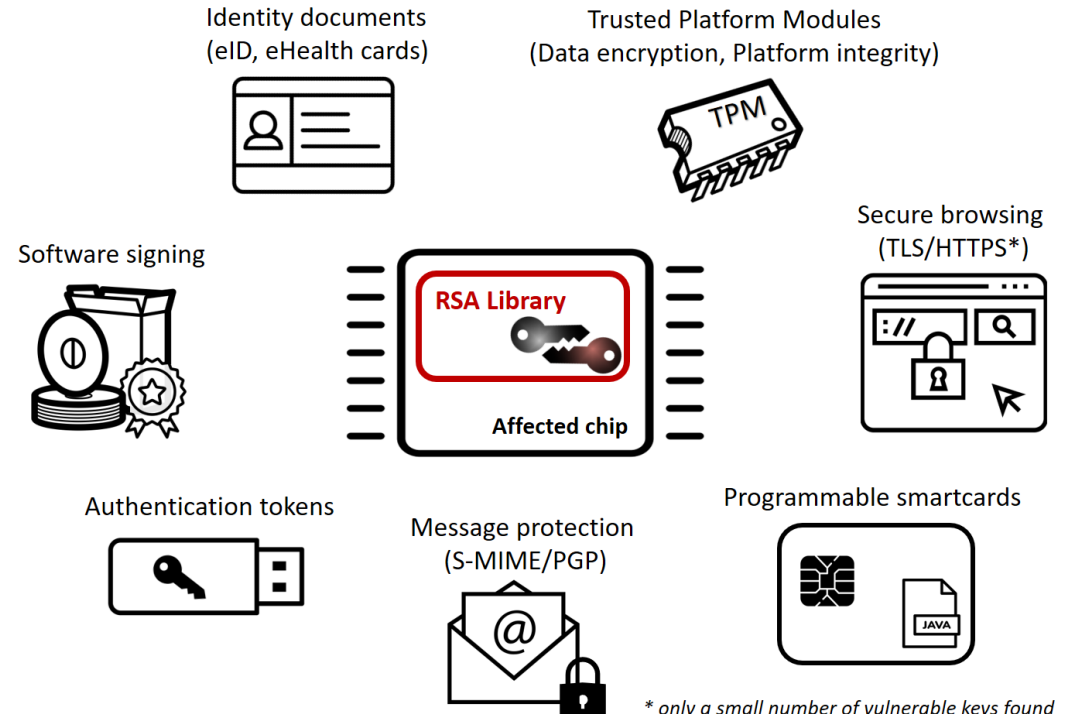 Identity documents
(eID, eHealth cards)
Trusted Platform Modules
(Data encryption, Platform integrity)
TPM
Secure browsing
(TLS/HTTPS*)
://
Software signing
RSA Library
Affected chip
Authentication tokens
Message protection
(S-MIME/PGP)
@
Programmable smartcards
JAVA
* only a small number of vulnerable keys found